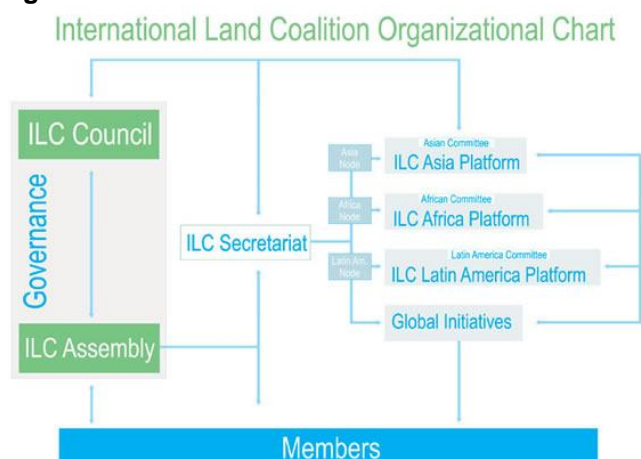 International Land Coalition Organizational Chart
ILC Council
Governance
ILC Assembly
ILC Secretariat
Asia
Node
Africa
Node
Latin Am.
Node
Asian Committee
ILC Asia Platform
African Committee
ILC Africa Platform
Latin America Committee
ILC Latin America Platform
Global Initiatives
Members